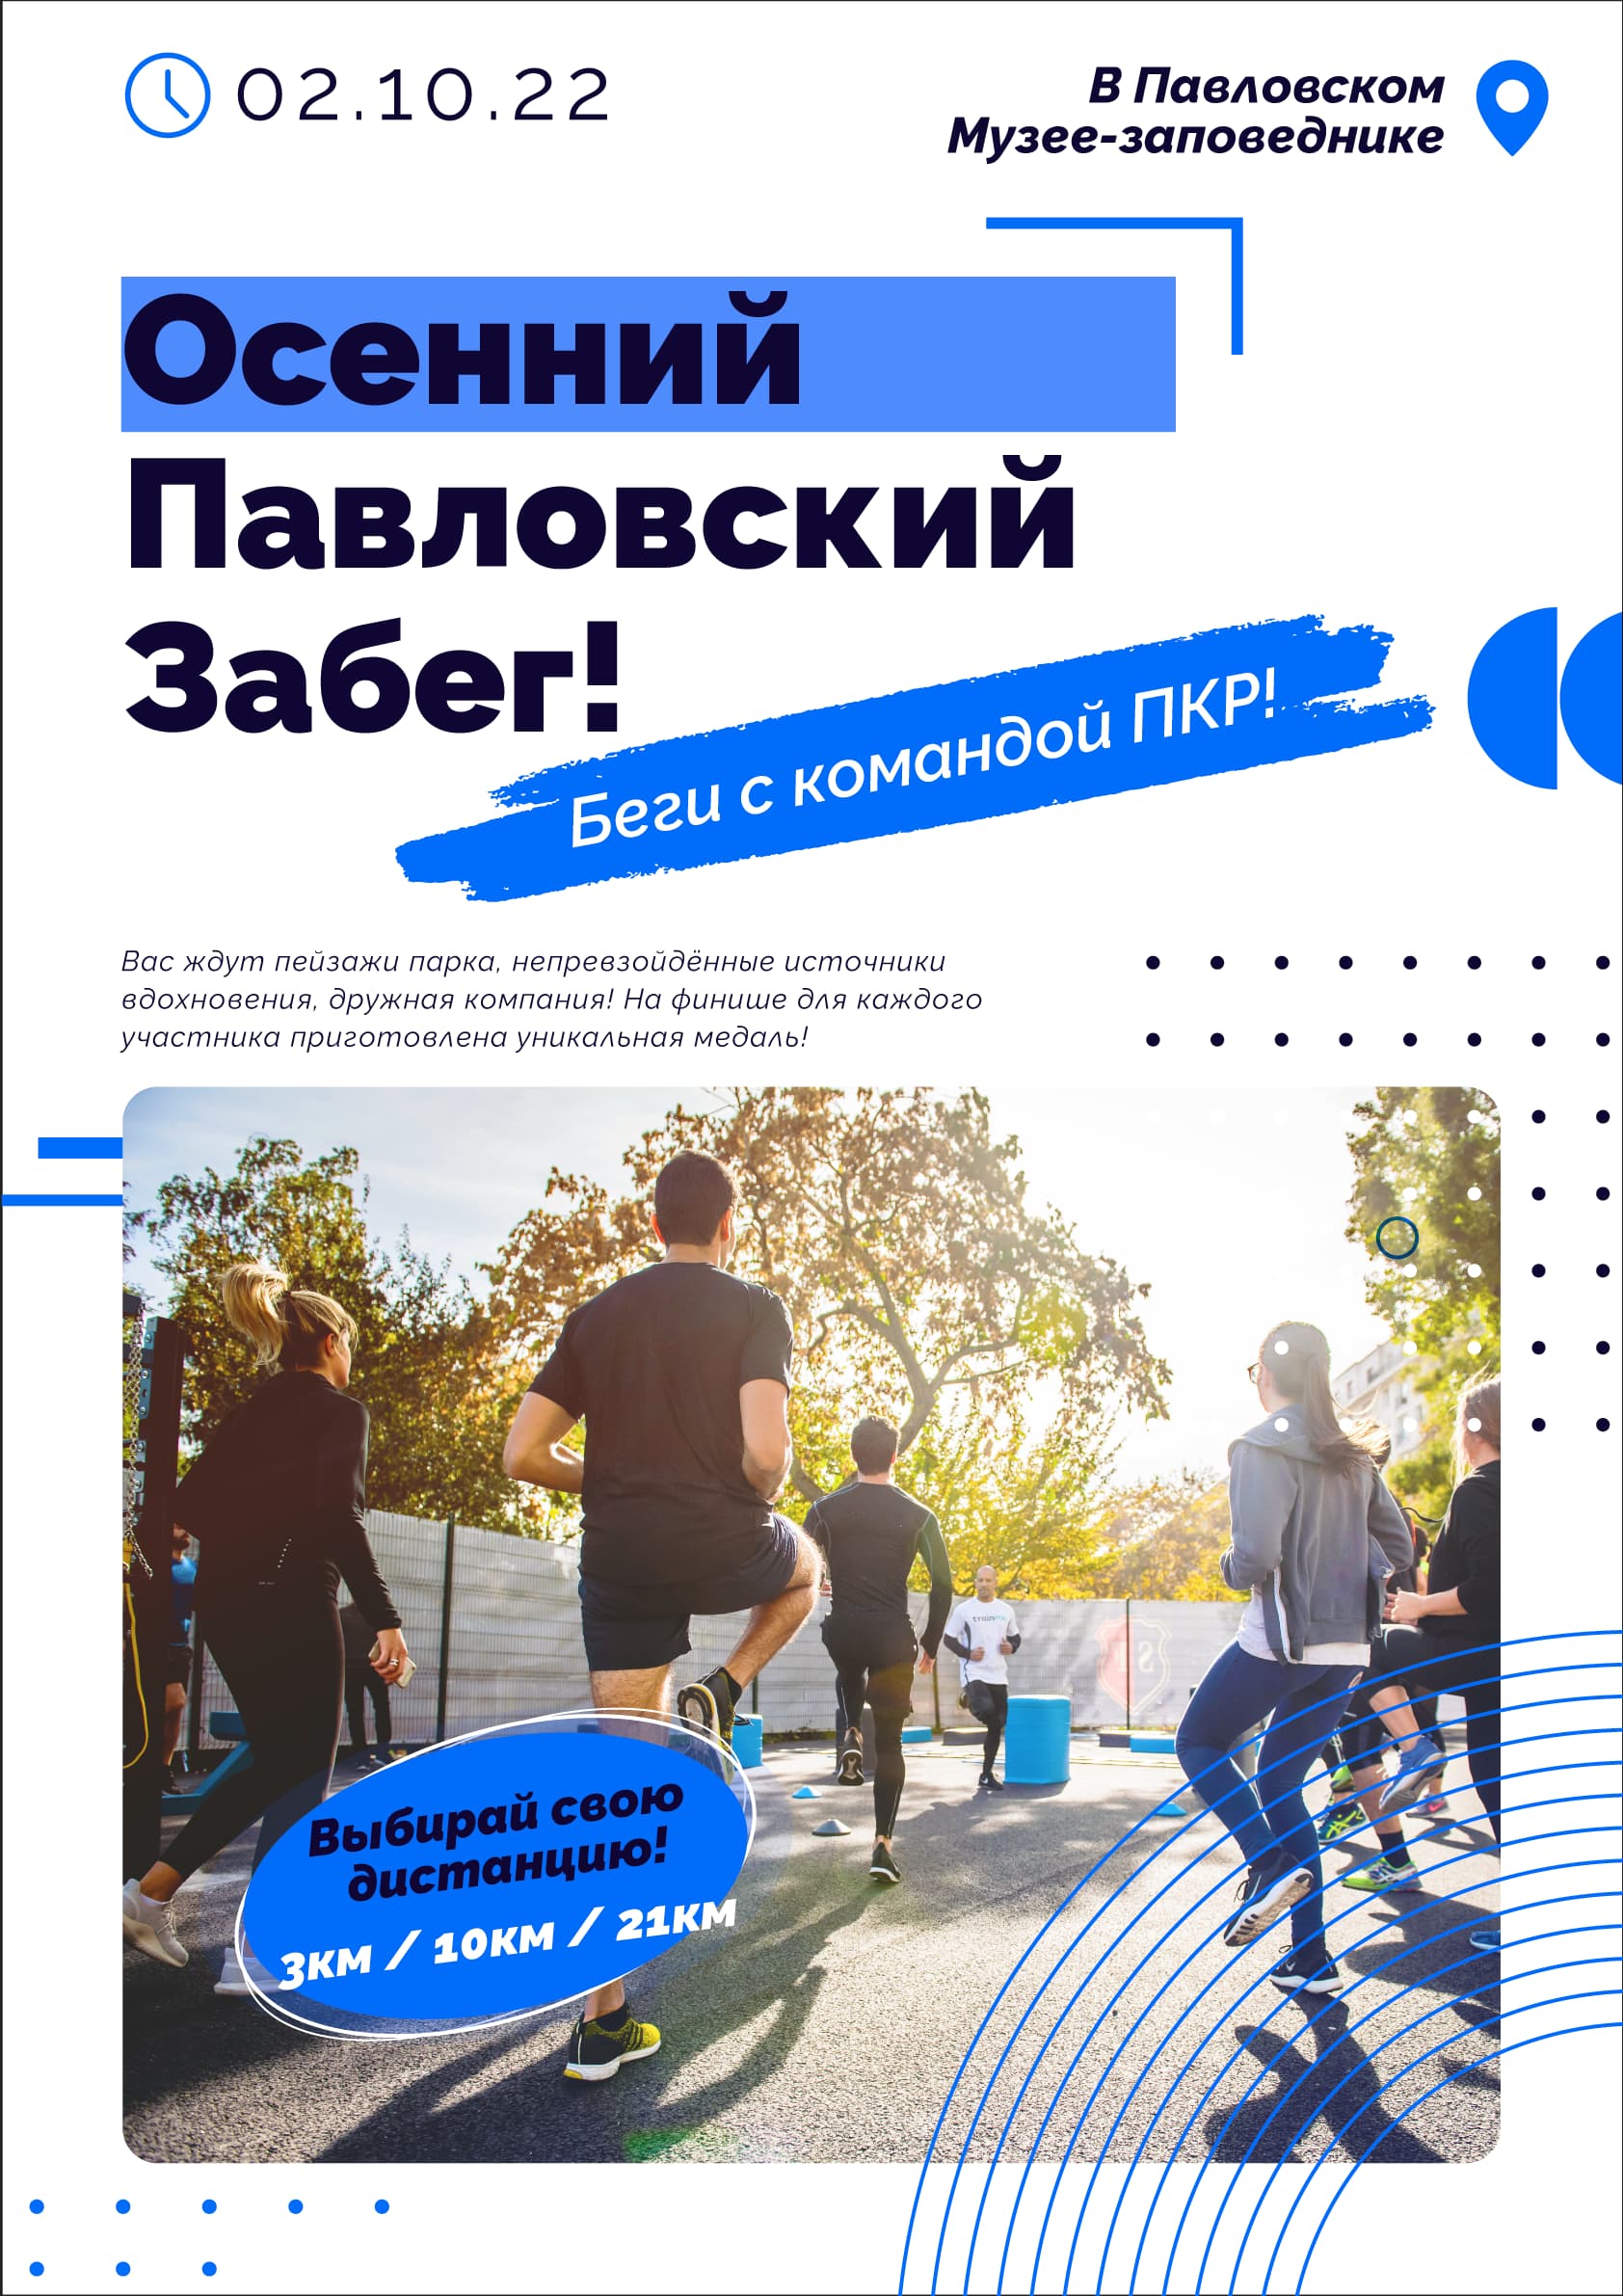 02.10.22
В Павловском
Музее-заповеднике
Осенний
Павловский
Забег!
Беги с командой ПКР!
Вас ждут пейзажи парка, непревзойдённые источники
вдохновения, дружная компания! На финише для каждого
участника приготовлена уникальная медаль!
Выбирай свою
дистанцию!
3км / 10км / 21км